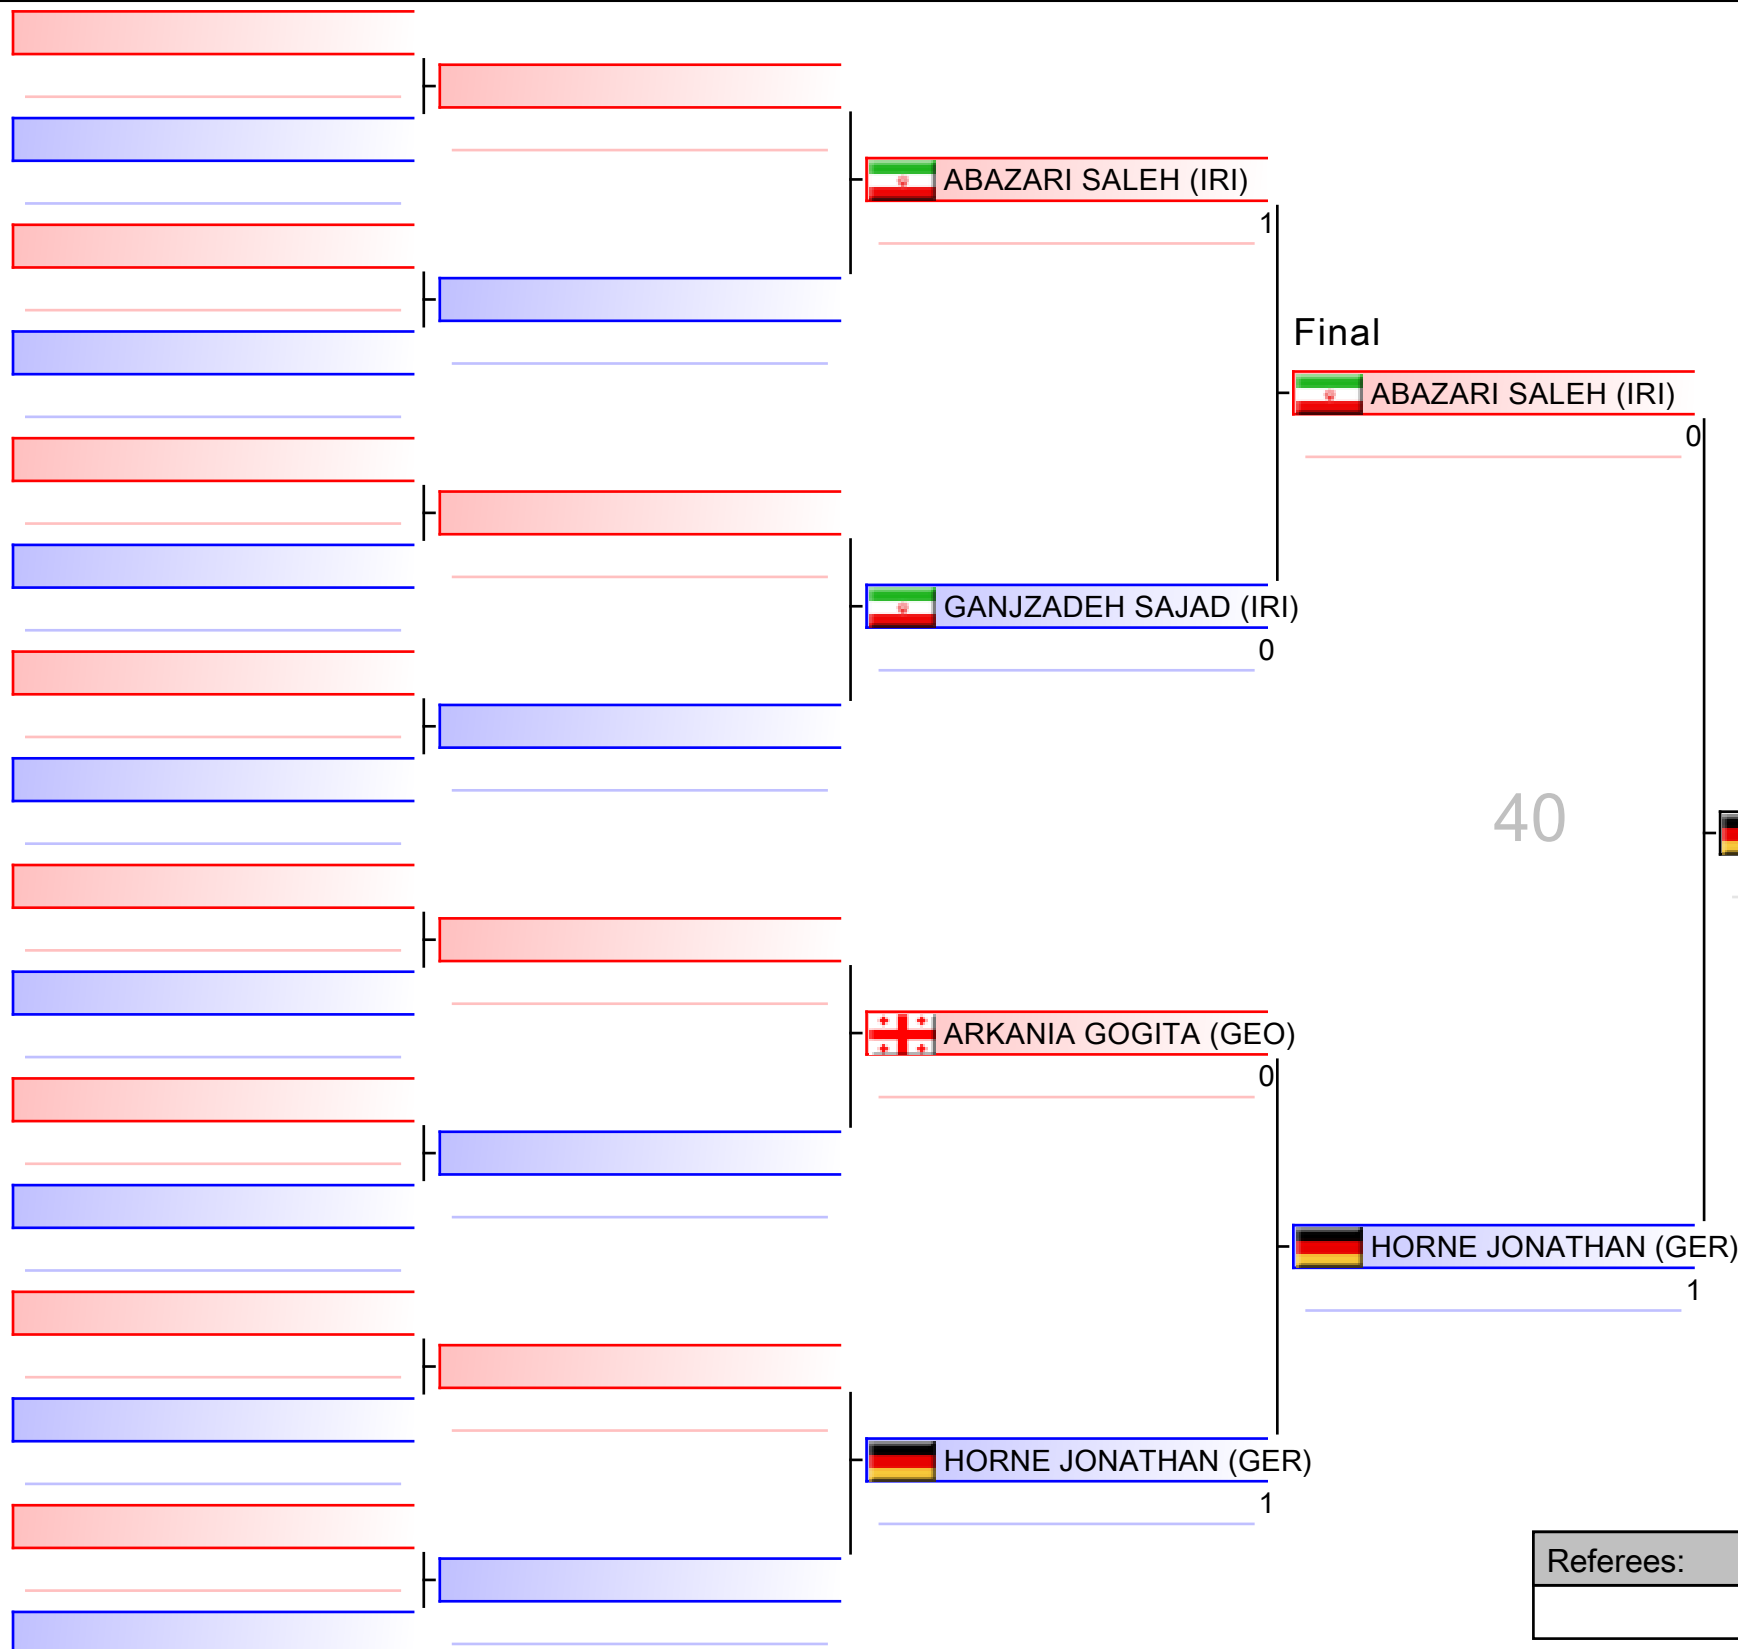 ABAZARI SALEH (IRI)
1
Final
ABAZARI SALEH (IRI)
0
GANJZADEH SAJAD (IRI)
0
40
ARKANIA GOGITA (GEO)
0
HORNE JONATHAN (GER)
1
HORNE JONATHAN (GER)
1
Referees: